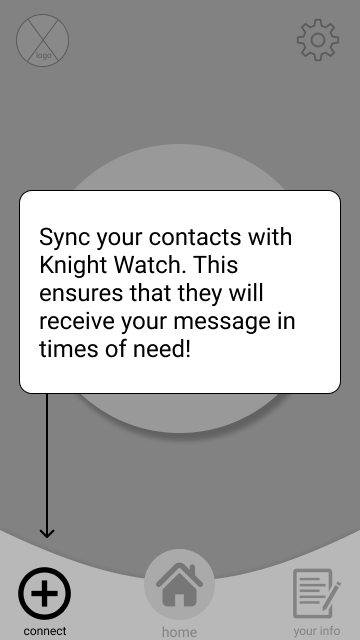 logo
Sync your contacts with
Knight Watch. This
ensures that they will
receive your message in
times of need!
connect
home
your info